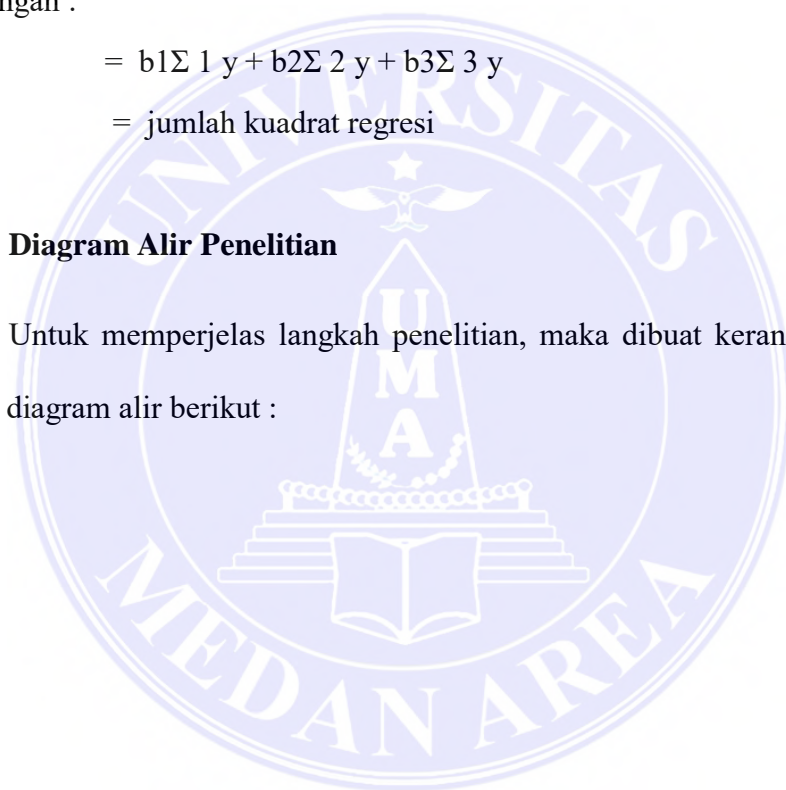 ngan :
= b1Σ 1 y + b2Σ 2 y + b3Σ 3 y
= jumlah kuadrat regresi
Diagram Alir Penelitian
Untuk memperjelas langkah penelitian, maka dibuat keran
diagram alir berikut :
UNIVERSITAS
UMA
MEDAN AREA